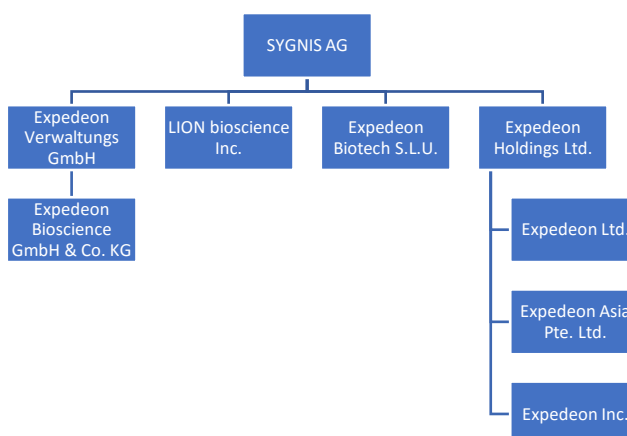 SYGNIS AG
Expedeon
Verwaltungs
GmbH
LION bioscience
Inc.
Expedeon
Biotech S.L.U.
Expedeon
Holdings Ltd.
Expedeon
Bioscience
GmbH & Co. KG
Expedeon Ltd.
Expedeon Asia
Pte. Ltd.
Expedeon Inc.